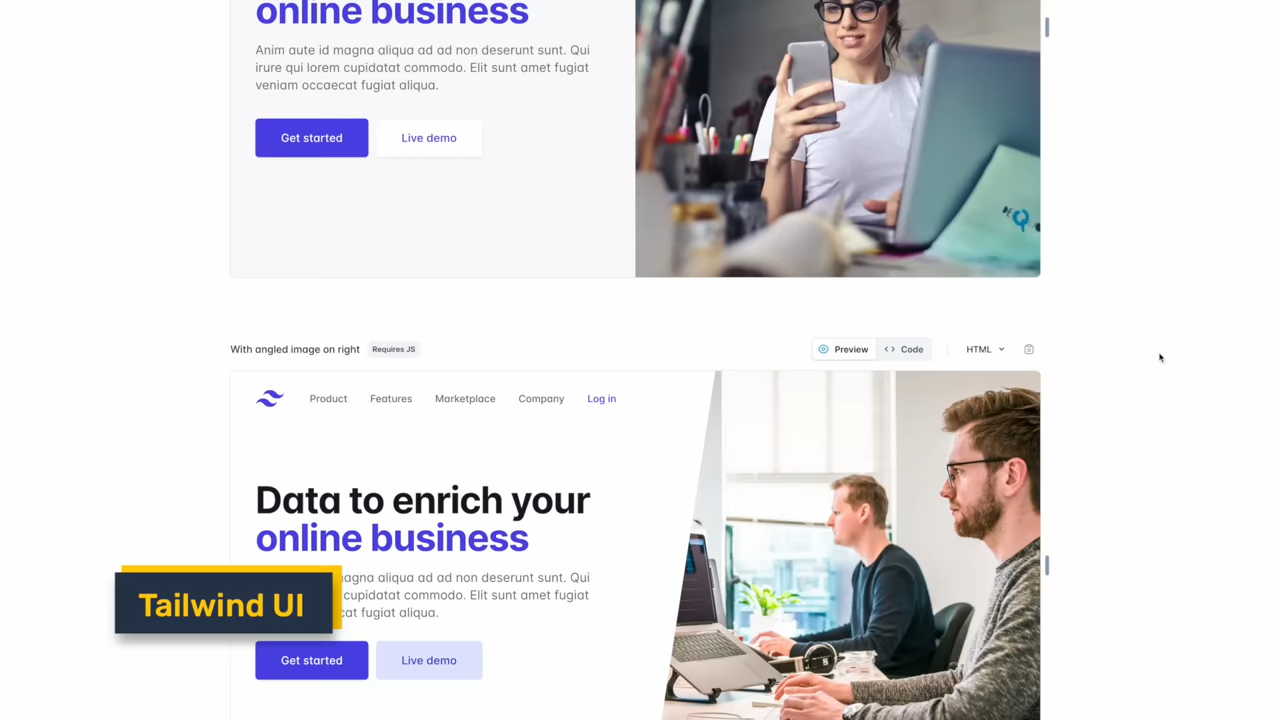 online business
Anim aute id magna aliqua ad ad non deserunt sunt. Qui
irure qui lorem cupidatat commodo. Elit sunt amet fugiat
veniam occaecat fugiat aliqua.
Get started
Live demo
With angled image on right
Requires JS
Preview
Code
HTML
Product
Features
Marketplace
Company
Log in
Data to enrich your
online business
magna aliqua ad ad non deserunt sunt. Qui
cupidatat commodo. Elit sunt amet fugiat
fugiat aliqua.
Tailwind UI
Get started
Live demo